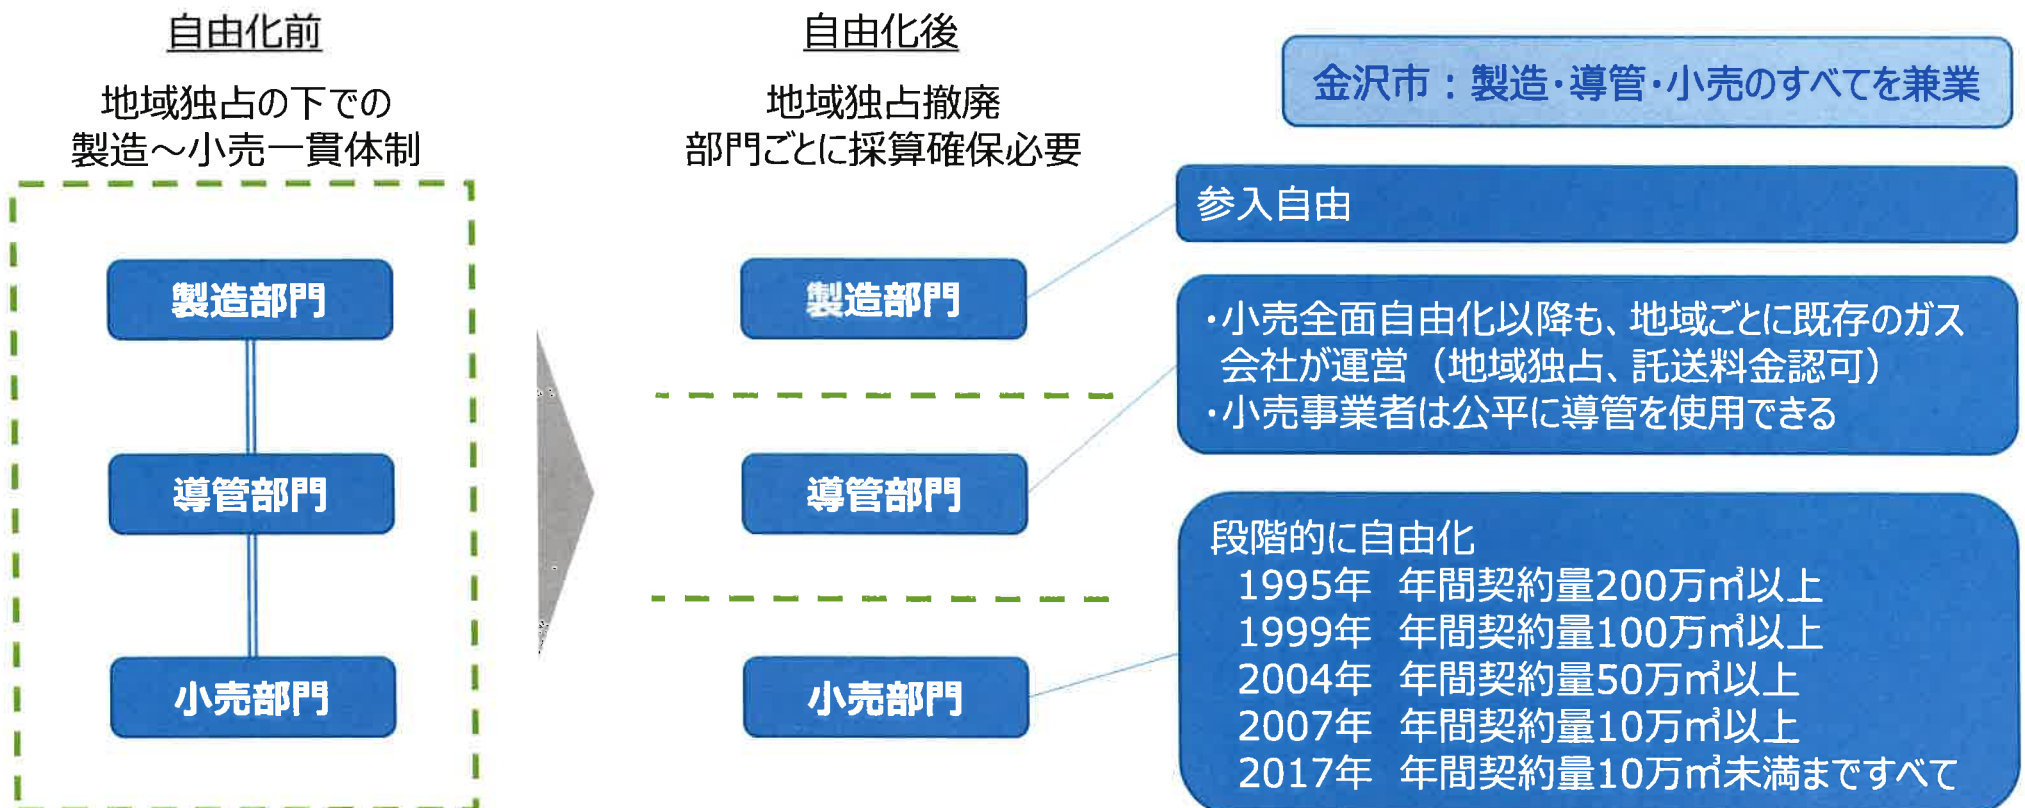 自由化前
地域独占の下での
製造～小売一貫体制
製造部門
導管部門
小売部門
自由化後
地域独占撤廃
部門ごとに採算確保必要
製造部門
導管部門
小売部門
金沢市：製造・導管・小売のすべてを兼業
参入自由
・小売全面自由化以降も、地域ごとに既存のガス
会社が運営（地域独占、託送料金認可）
・小売事業者は公平に導管を使用できる
段階的に自由化
1995年 年間契約量200万㎥以上
1999年 年間契約量100万㎥以上
2004年 年間契約量50万㎥以上
2007年 年間契約量10万㎥以上
2017年 年間契約量10万㎥未満まですべて